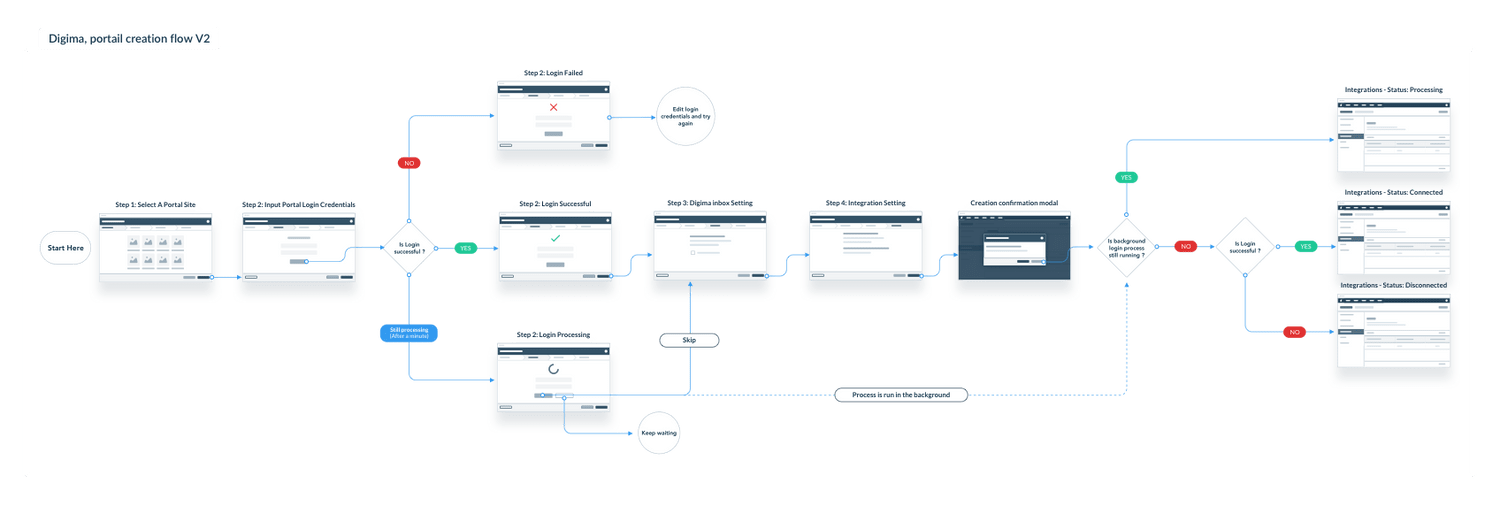 Digima, portail creation flow V2
Step 2: Login Failed
Edit login
credentials and try
again
NO
Integrations - Status: Processing
YES
Start Here
Step 1: Select A Portal Site
Step 2: Input Portal Login Credentials
Is Login
successful ?
YES
Step 2: Login Successful
Step 3: Digima inbox Setting
Step 4: Integration Setting
Creation confirmation modal
Is background
login process
still running ?
NO
Is Login
successful ?
YES
Integrations - Status: Connected
Integrations - Status: Disconnected
NO
Still processing
(After a minute)
Step 2: Login Processing
Skip
Process is run in the background
Keep waiting